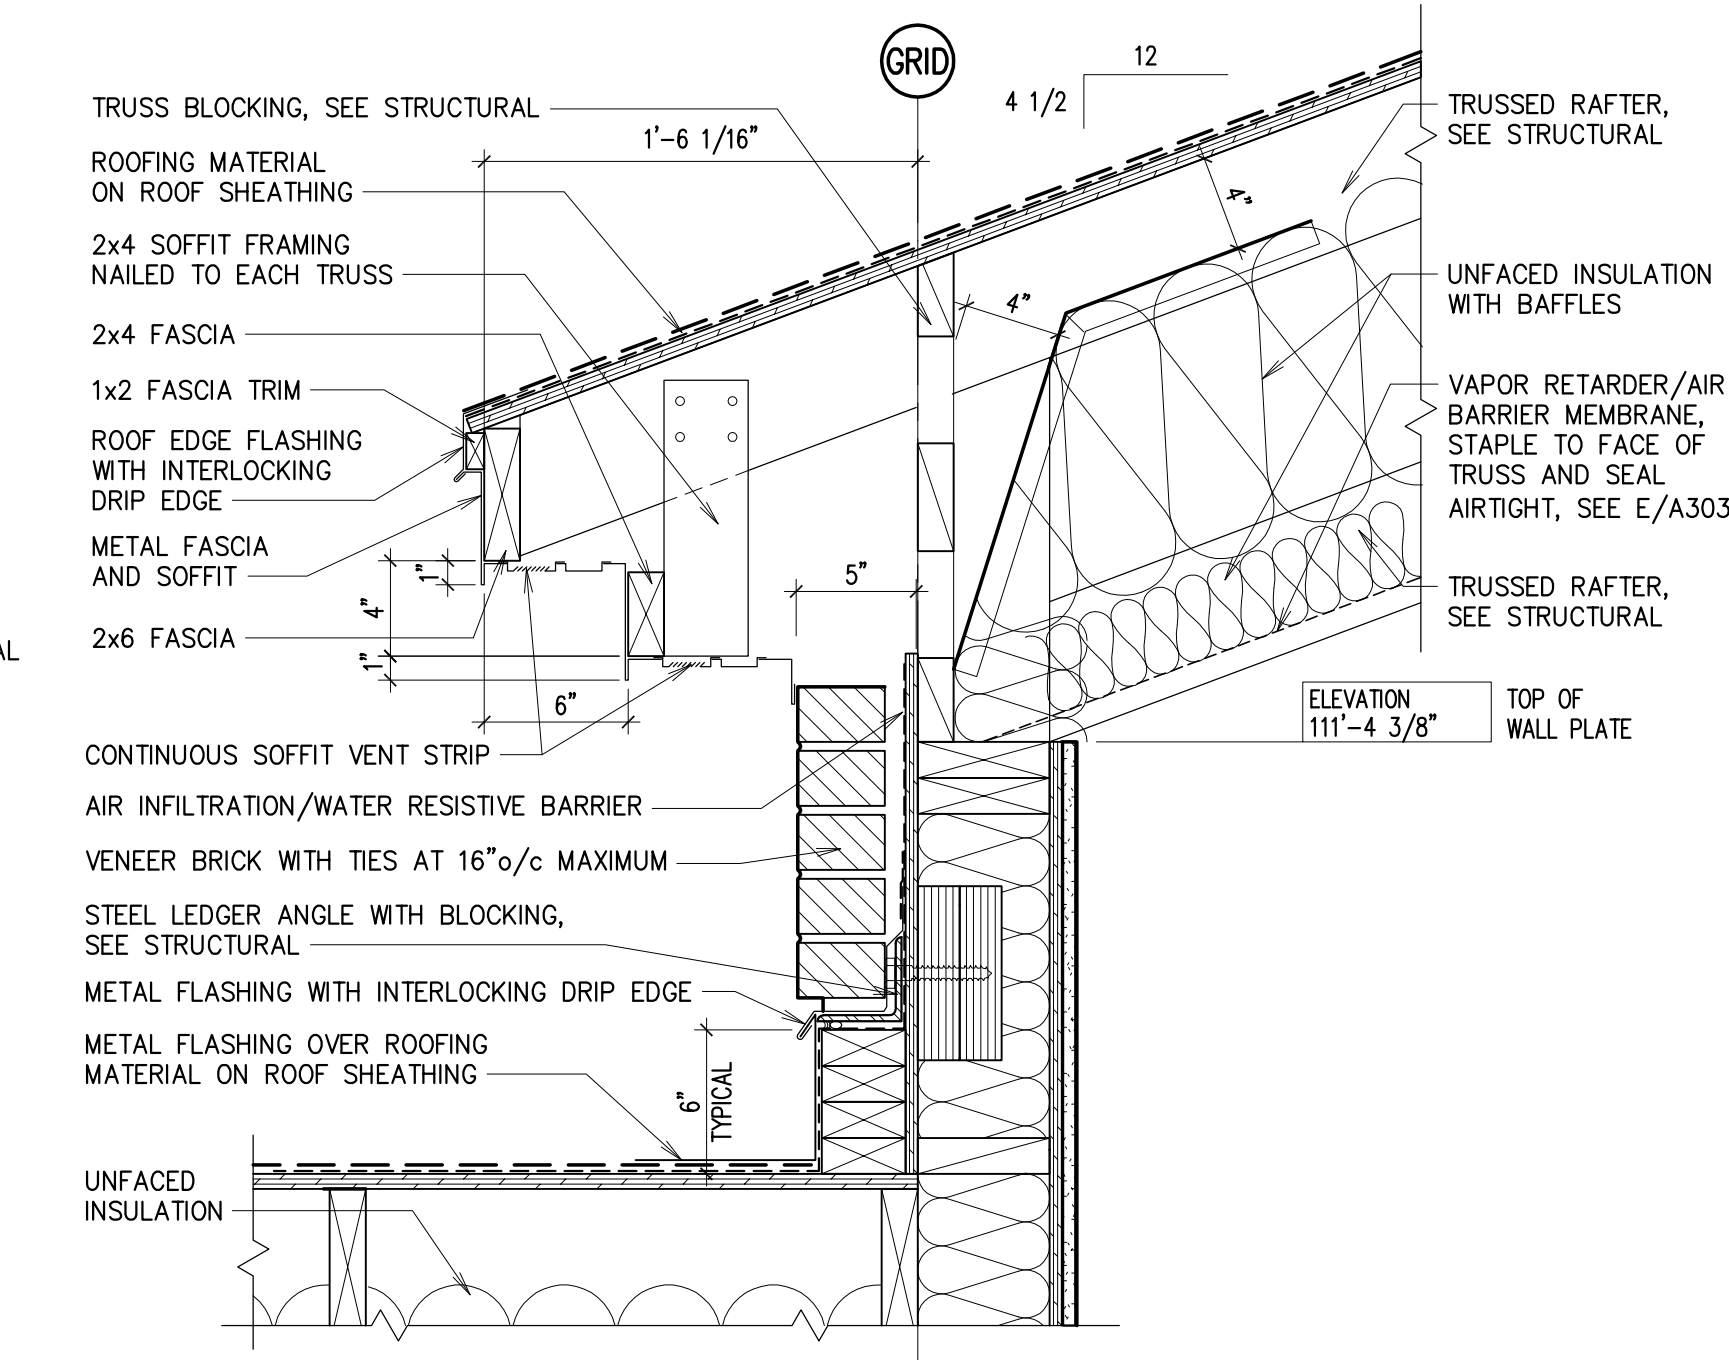 GRID
12
4 1/2
TRUSS BLOCKING, SEE STRUCTURAL
1'-6 1/16"
ROOFING MATERIAL
ON ROOF SHEATHING
2x4 SOFFIT FRAMING
NAILED TO EACH TRUSS
2x4 FASCIA
1x2 FASCIA TRIM
ROOF EDGE FLASHING
WITH INTERLOCKING
DRIP EDGE
METAL FASCIA
AND SOFFIT
2x6 FASCIA
AL
1"
4"
1"
6"
5"
4"
4"
CONTINUOUS SOFFIT VENT STRIP
AIR INFILTRATION/WATER RESISTIVE BARRIER
VENEER BRICK WITH TIES AT 16"o/c MAXIMUM
STEEL LEDGER ANGLE WITH BLOCKING,
SEE STRUCTURAL
METAL FLASHING WITH INTERLOCKING DRIP EDGE
METAL FLASHING OVER ROOFING
MATERIAL ON ROOF SHEATHING
6"
TYPICAL
UNFACED
INSULATION
TRUSSED RAFTER,
SEE STRUCTURAL
UNFACED INSULATION
WITH BAFFLES
VAPOR RETARDER/AIR
BARRIER MEMBRANE,
STAPLE TO FACE OF
TRUSS AND SEAL
AIRTIGHT, SEE E/A303
TRUSSED RAFTER,
SEE STRUCTURAL
ELEVATION
111'-4 3/8"
TOP OF
WALL PLATE